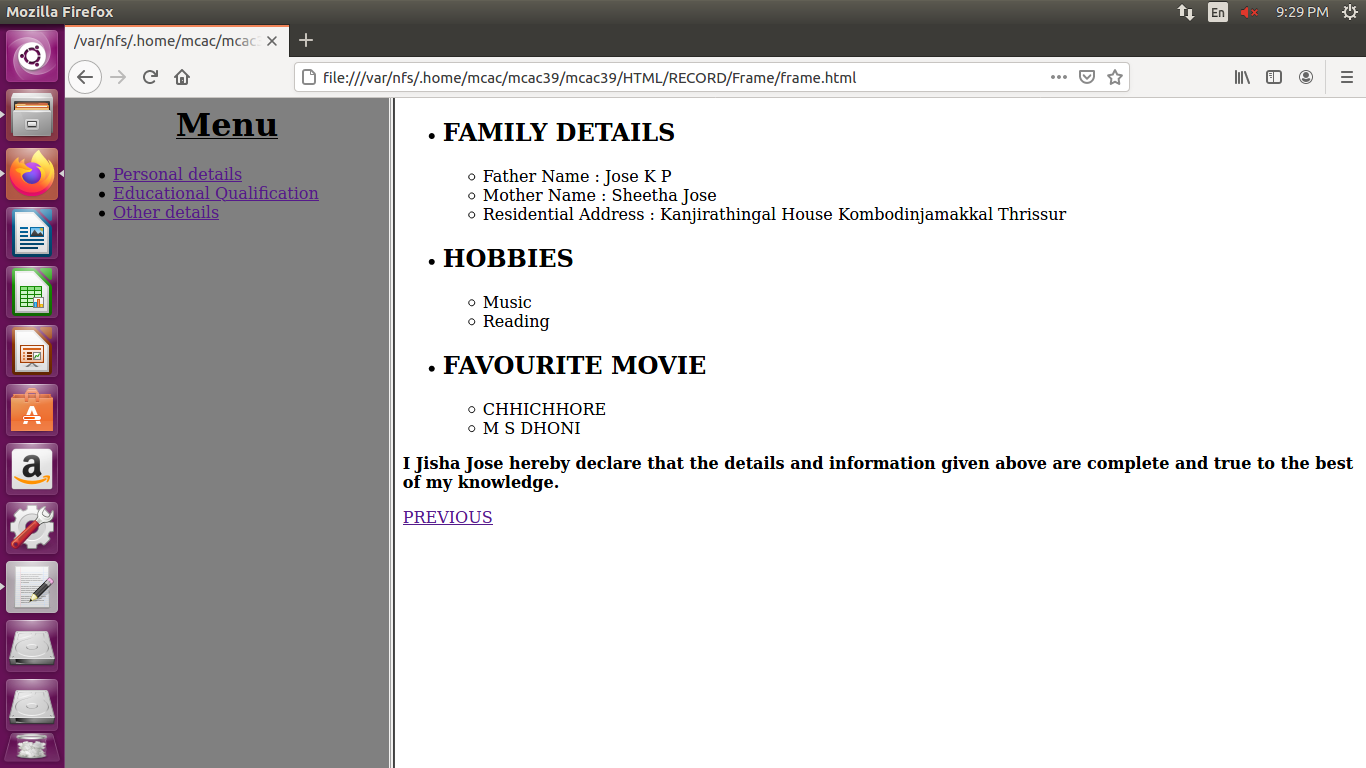 Mozilla Firefox
En
9:29 PM
/var/nfs/.home/mcac/mcac
file:///var/nfs/.home/mcac/mcac39/mcac39/HTML/RECORD/Frame/frame.html
Menu
Personal details
Educational Qualification
Other details
FAMILY DETAILS
Father Name : Jose K P
Mother Name : Sheetha Jose
Residential Address : Kanjirathingal House Kombodinjamakkal Thrissur
HOBBIES
Music
Reading
FAVOURITE MOVIE
CHHICHHORE
M S DHONI
I Jisha Jose hereby declare that the details and information given above are complete and true to the best
of my knowledge.
PREVIOUS